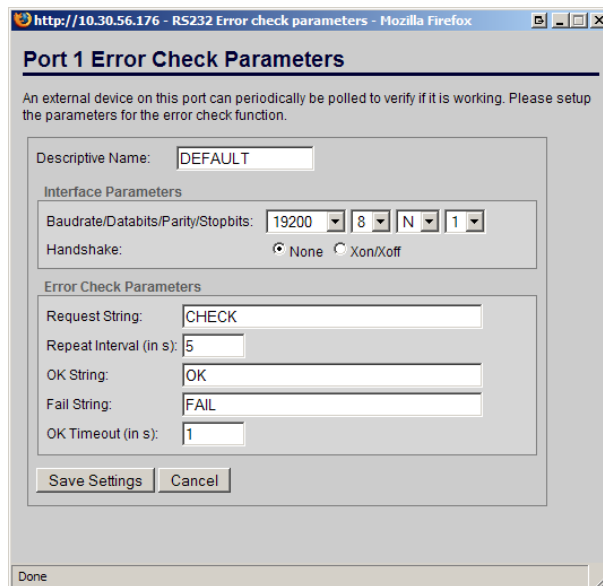 http://10.30.56.176 - RS232 Error check parameters - Mozilla Firefox
Port 1 Error Check Parameters
An external device on this port can periodically be polled to verify if it is working. Please setup
the parameters for the error check function.
Descriptive Name: DEFAULT
Interface Parameters
Baudrate/Databits/Parity/Stopbits: 19200 8 N 1
Handshake: None Xon/Xoff
Error Check Parameters
Request String: CHECK
Repeat Interval (in s): 5
OK String: OK
Fail String: FAIL
OK Timeout (in s): 1
Save Settings Cancel
Done